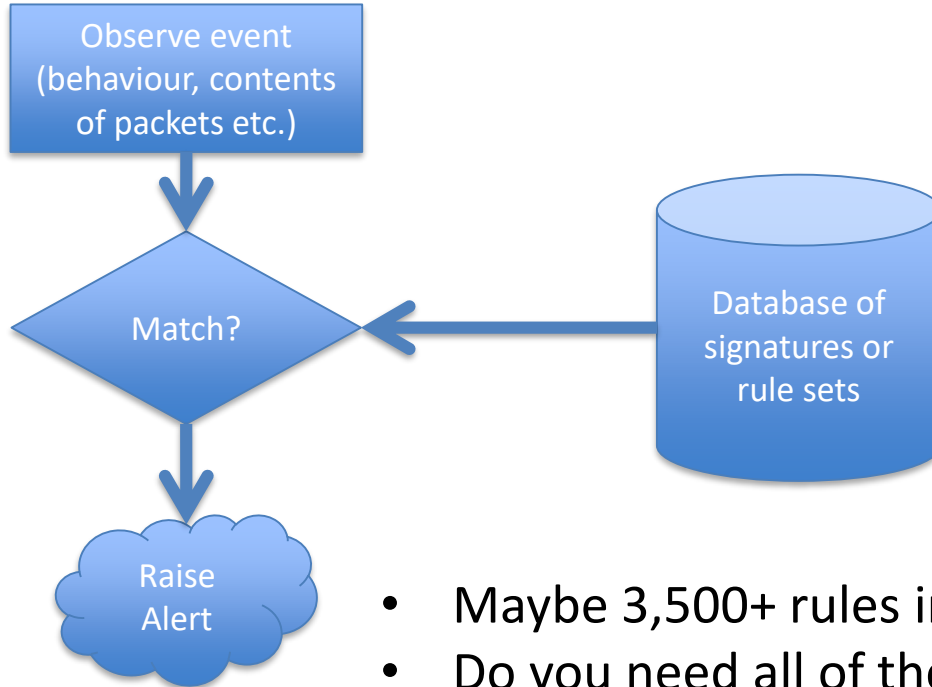 Observe event
(behaviour, contents
of packets etc.)
Match?
Database of
signatures or
rule sets
Raise
Alert
• Maybe 3,500+ rules
• Do you need all of